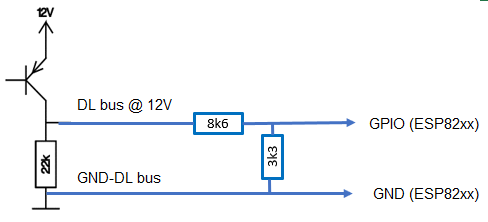 12V
DL bus @ 12V
8k6
GPIO (ESP82xx)
22k
3k3
GND-DL bus
GND (ESP82xx)